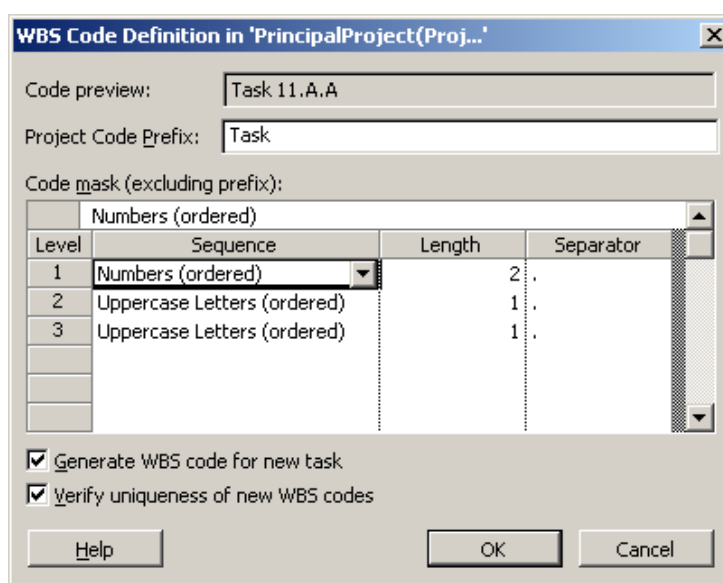 WBS Code Definition in 'PrincipalProject(Proj...'
Code preview: Task 11.A.A
Project Code Prefix: Task
Code mask (excluding prefix):
Numbers (ordered)
Level Sequence Length Separator
1 Numbers (ordered) 2 .
2 Uppercase Letters (ordered) 1 .
3 Uppercase Letters (ordered) 1 .
Generate WBS code for new task
Verify uniqueness of new WBS codes
Help OK Cancel